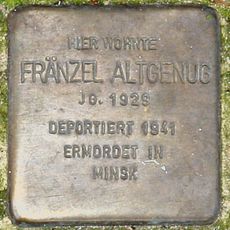 HIER WOHNTE
FRÄNZEL ALTGENUG
JG. 1929
DEPORTIERT 1941
ERMORDET IN
MINSK